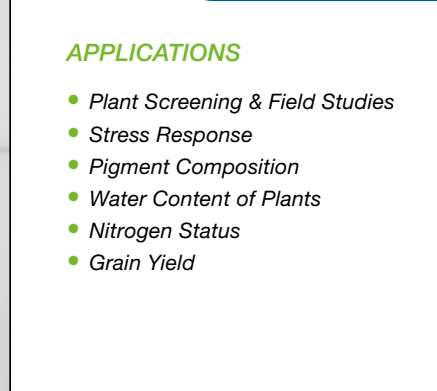 APPLICATIONS
• Plant Screening & Field Studies
• Stress Response
• Pigment Composition
• Water Content of Plants
• Nitrogen Status
• Grain Yield